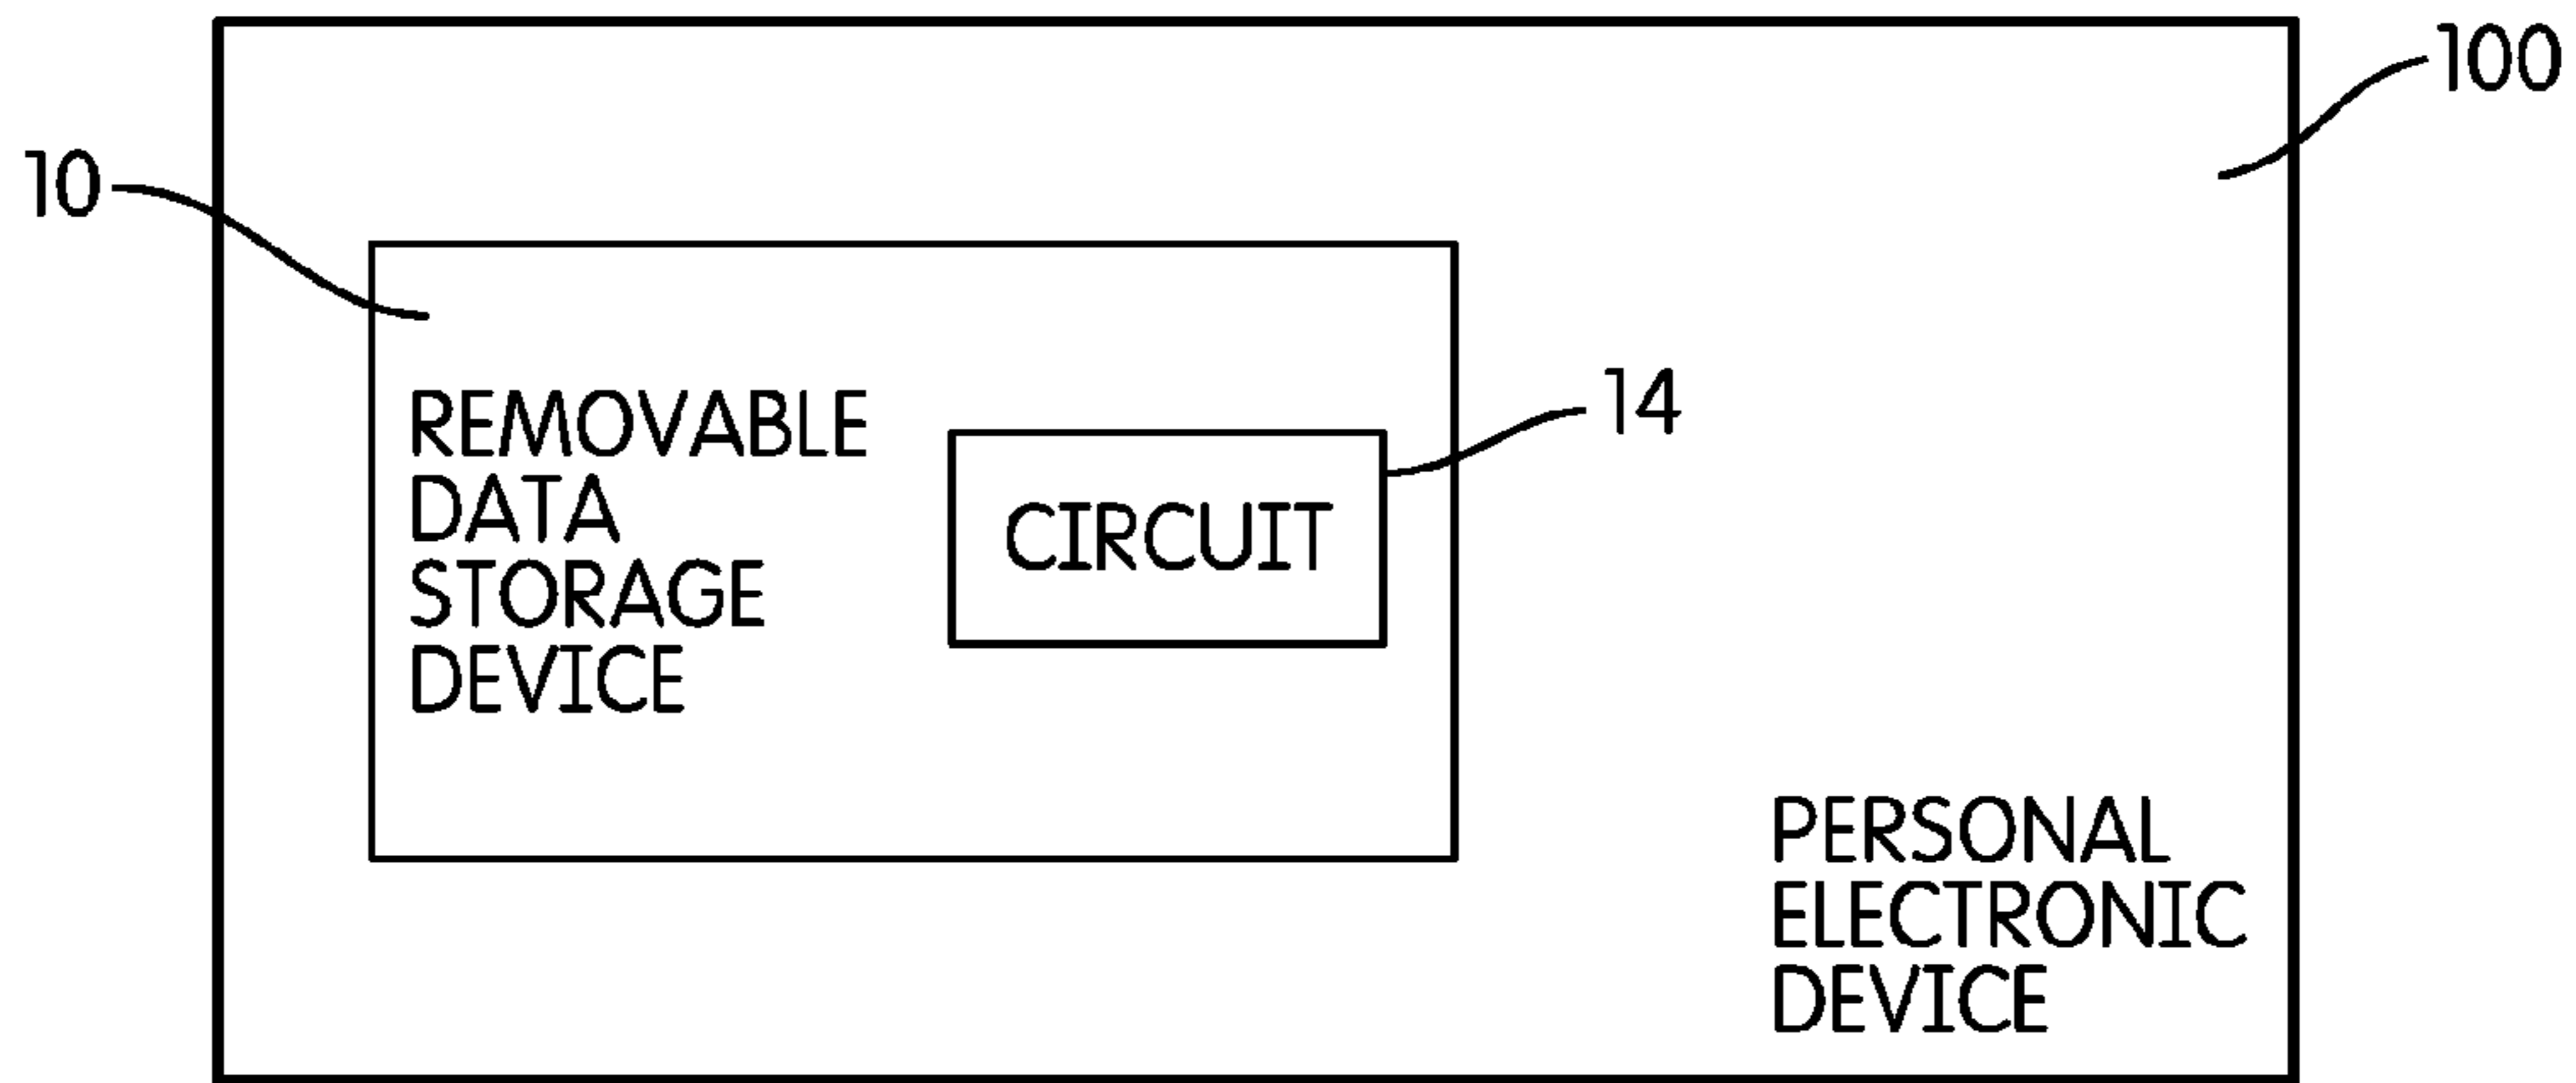 100
10
14
REMOVABLE
DATA
STORAGE
DEVICE
CIRCUIT
PERSONAL
ELECTRONIC
DEVICE